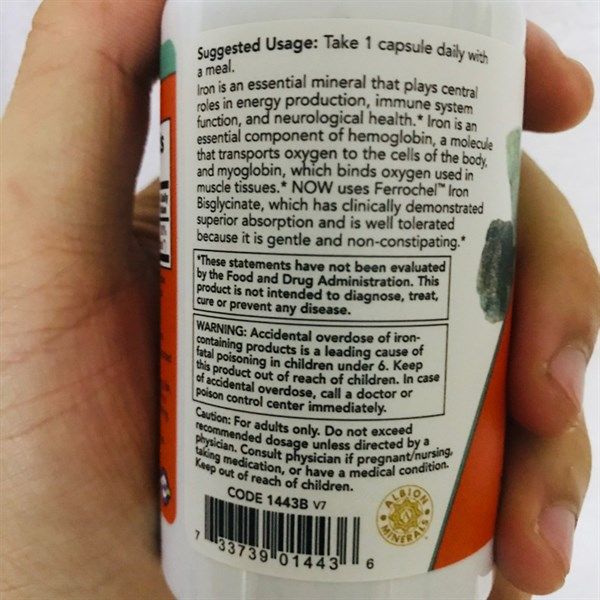 Suggested Usage: Take 1 capsule daily with
a meal.
Iron is an essential mineral that plays central
roles in energy production, immune system
function, and neurological health.* Iron is an
essential component of hemoglobin, a molecule
that transports oxygen to the cells of the body,
and myoglobin, which binds oxygen used in
muscle tissues.* NOW uses Ferrochel™ Iron
Bisglycinate, which has clinically demonstrated
superior absorption and is well tolerated
because it is gentle and non-constipating.*
*These statements have not been evaluated
by the Food and Drug Administration. This
product is not intended to diagnose, treat,
cure or prevent any disease.
WARNING: Accidental overdose of iron-
containing products is a leading cause of
fatal poisoning in children under 6. Keep
this product out of reach of children. In case
of accidental overdose, call a doctor or
poison control center immediately.
Caution: For adults only. Do not exceed
recommended dosage unless directed by a
physician. Consult physician if pregnant/nursing,
taking medication, or have a medical condition.
Keep out of reach of children.
CODE 1443B V7
ALBION
MINERALS
7 33739 01443 6